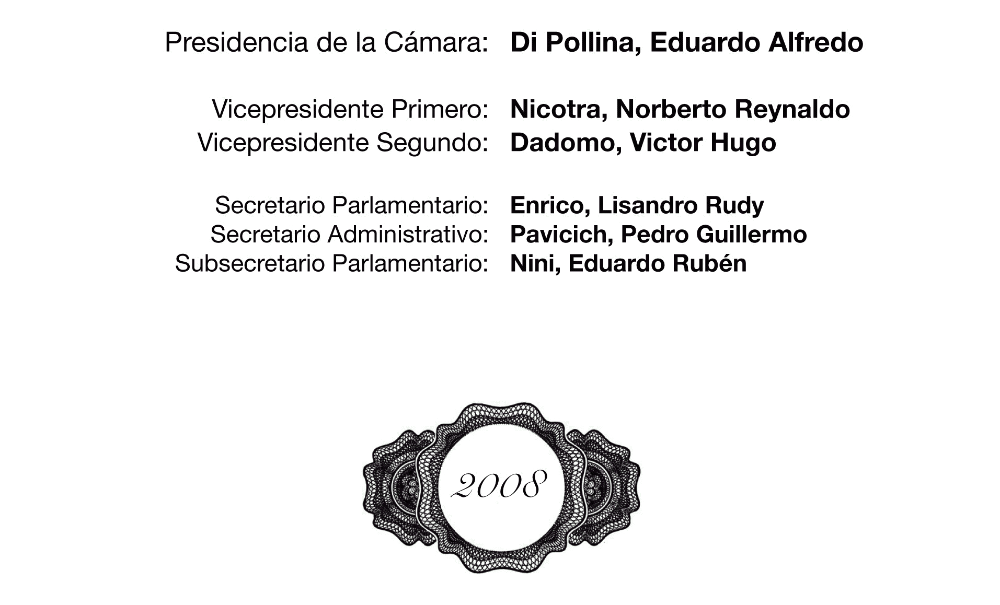 Presidencia de la Cámara: Di Pollina, Eduardo Alfredo
Vicepresidente Primero: Nicotra, Norberto Reynaldo
Vicepresidente Segundo: Dadomo, Victor Hugo
Secretario Parlamentario: Enrico, Lisandro Rudy
Secretario Administrativo: Pavicich, Pedro Guillermo
Subsecretario Parlamentario: Nini, Eduardo Rubén
2008